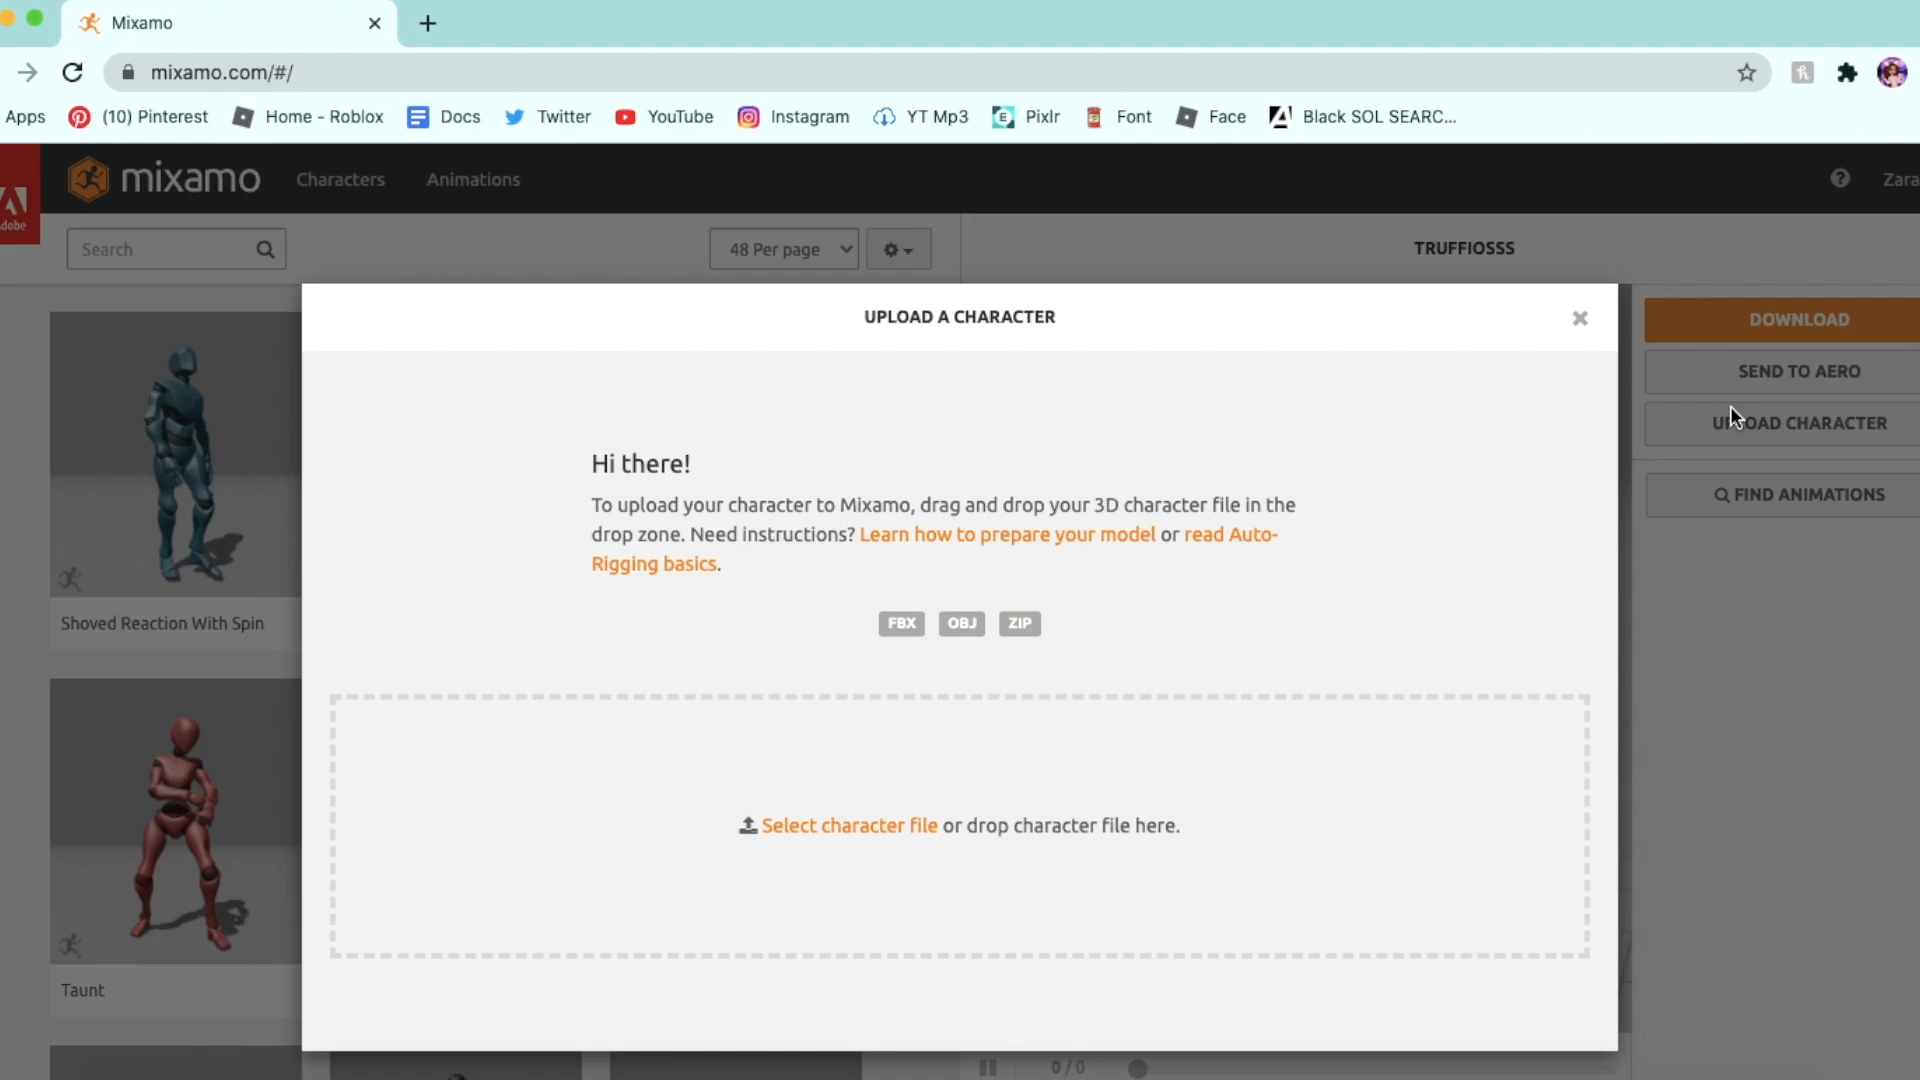 Mixamo
mixamo.com/#/
Apps (10) Pinterest Home - Roblox Docs Twitter YouTube Instagram YT Mp3 Pixlr Font Face Black SOL SEARC...
mixamo Characters Animations Zara
Search 48 Per page TRUFFIOSSS
UPLOAD A CHARACTER
DOWNLOAD
SEND TO AERO
UPLOAD CHARACTER
FIND ANIMATIONS
Hi there!
To upload your character to Mixamo, drag and drop your 3D character file in the
drop zone. Need instructions? Learn how to prepare your model or read Auto-
Rigging basics.
FBX OBJ ZIP
Shoved Reaction With Spin
Select character file or drop character file here.
Taunt
0 / 0